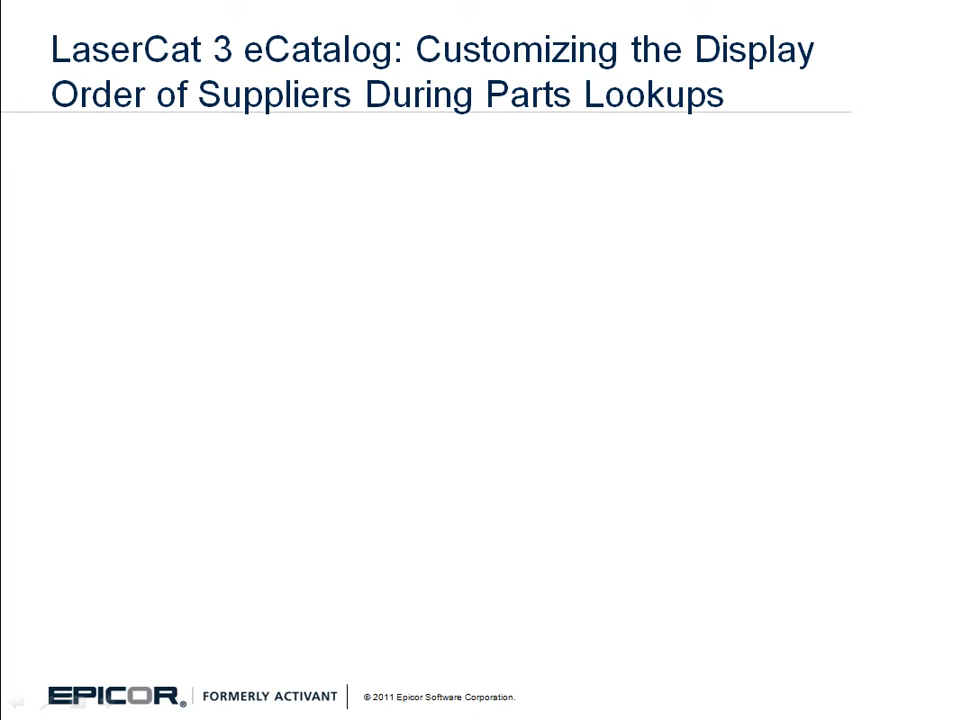 LaserCat 3 eCatalog: Customizing the Display
Order of Suppliers During Parts Lookups
EPICOR® | FORMERLY ACTIVANT | © 2011 Epicor Software Corporation.